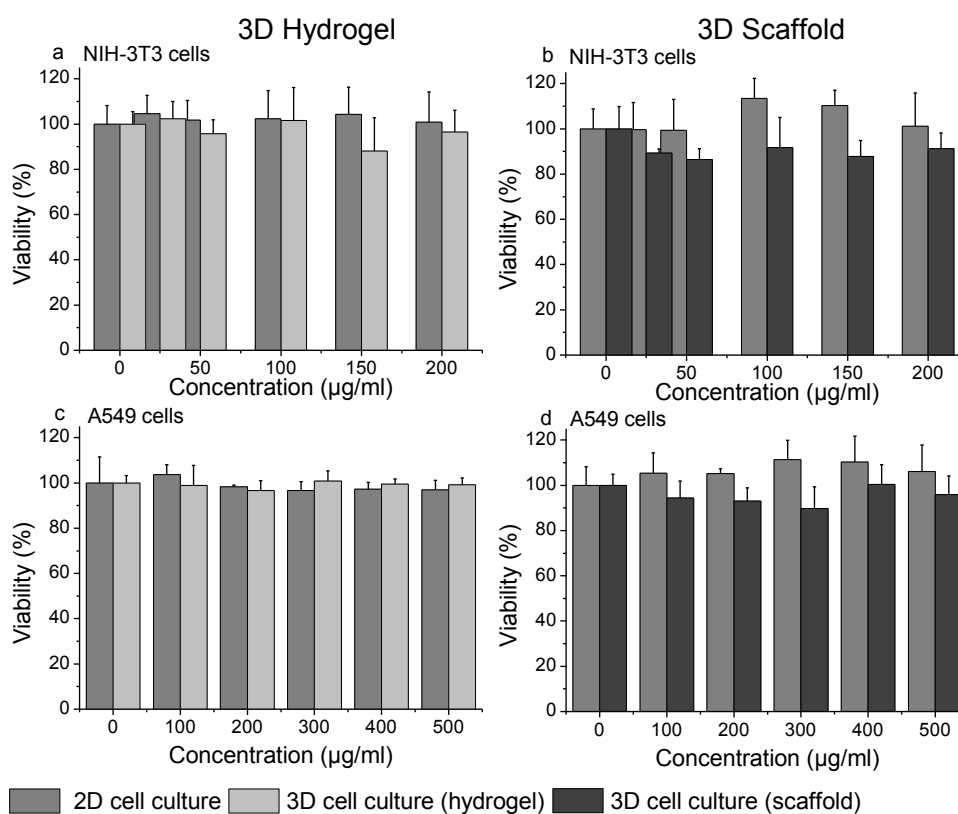 3D Hydrogel
3D Scaffold
a NIH-3T3 cells
120
100
80
60
40
20
0
Viability (%)
0 50 100 150 200
Concentration (µg/ml)
b NIH-3T3 cells
120
100
80
60
40
20
0
Viability (%)
0 50 100 150 200
Concentration (µg/ml)
c A549 cells
120
100
80
60
40
20
0
Viability (%)
0 100 200 300 400 500
Concentration (µg/ml)
d A549 cells
120
100
80
60
40
20
0
Viability (%)
0 100 200 300 400 500
Concentration (µg/ml)
2D cell culture 3D cell culture (hydrogel) 3D cell culture (scaffold)